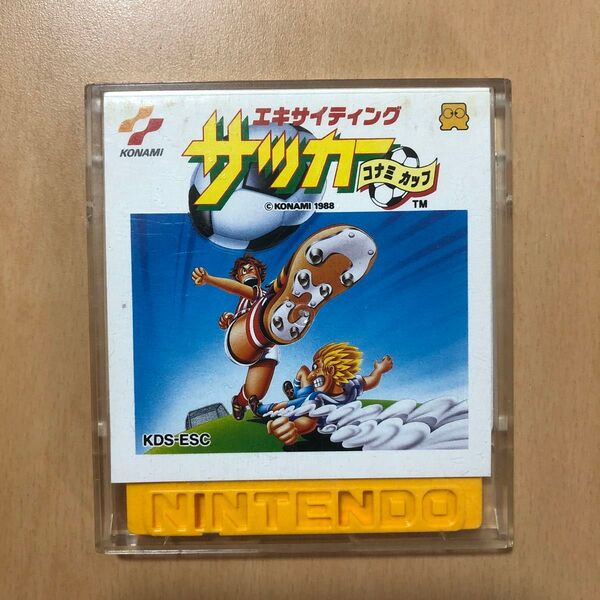 エキサイティング
KONAMI
サッカー
コナミ カップ
© KONAMI 1988
TM
KDS-ESC
NINTENDO